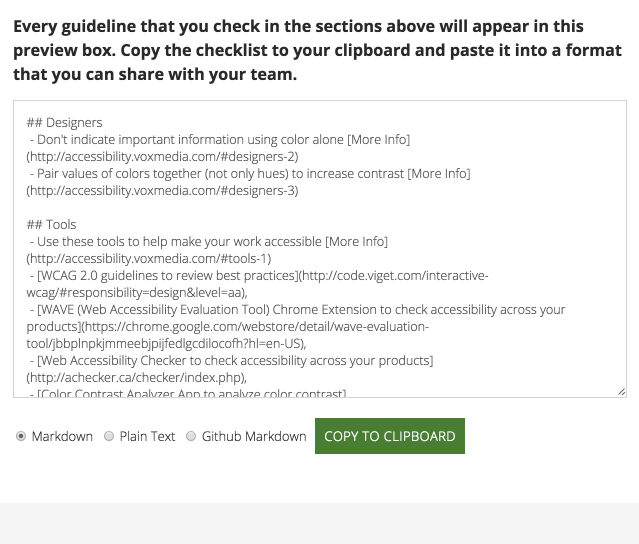 Every guideline that you check in the sections above will appear in this
preview box. Copy the checklist to your clipboard and paste it into a format
that you can share with your team.
## Designers
- Don't indicate important information using color alone [More Info]
(http://accessibility.voxmedia.com/#designers-2)
- Pair values of colors together (not only hues) to increase contrast [More Info]
(http://accessibility.voxmedia.com/#designers-3)
## Tools
- Use these tools to help make your work accessible [More Info]
(http://accessibility.voxmedia.com/#tools-1)
- [WCAG 2.0 guidelines to review best practices](http://code.viget.com/interactive-
wcag/#responsibility=design&level=aa),
- [WAVE (Web Accessibility Evaluation Tool) Chrome Extension to check accessibility across your
products](https://chrome.google.com/webstore/detail/wave-evaluation-
tool/jbbplnpkjmmeebjpijfedlgcdilocofh?hl=en-US),
- [Web Accessibility Checker to check accessibility across your products]
(http://achecker.ca/checker/index.php),
- [Color Contrast Analyzer App to analyze color contrast]
Markdown Plain Text Github Markdown COPY TO CLIPBOARD